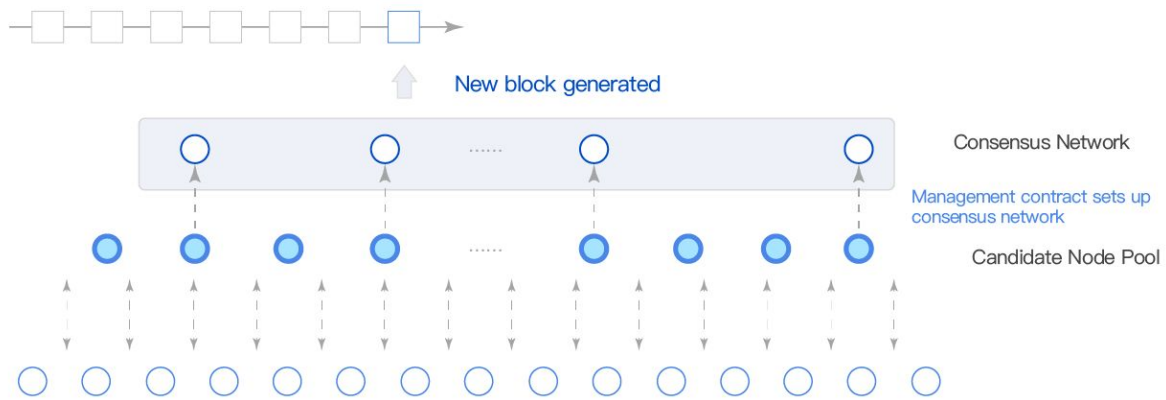 New block generated
Consensus Network
Management contract sets up
consensus network
Candidate Node Pool